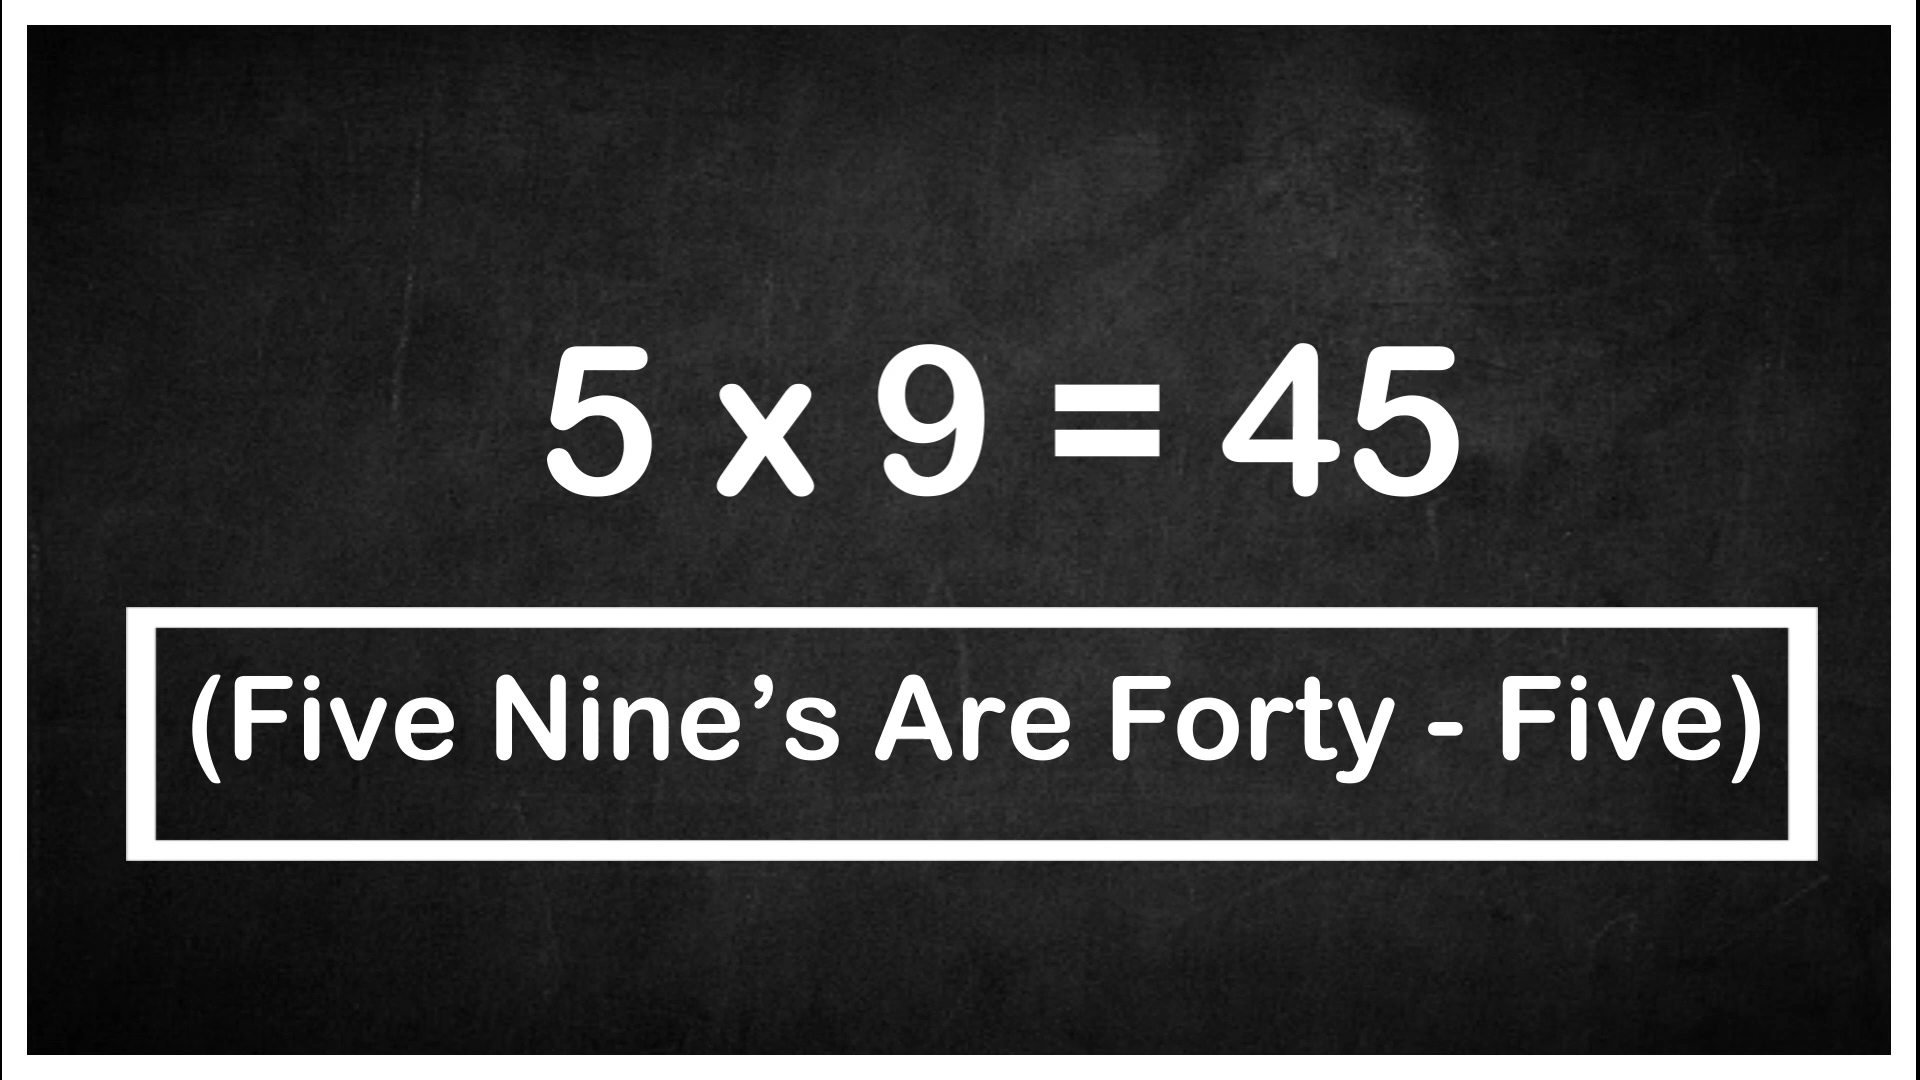 5 x 9 = 45
(Five Nine’s Are Forty - Five)